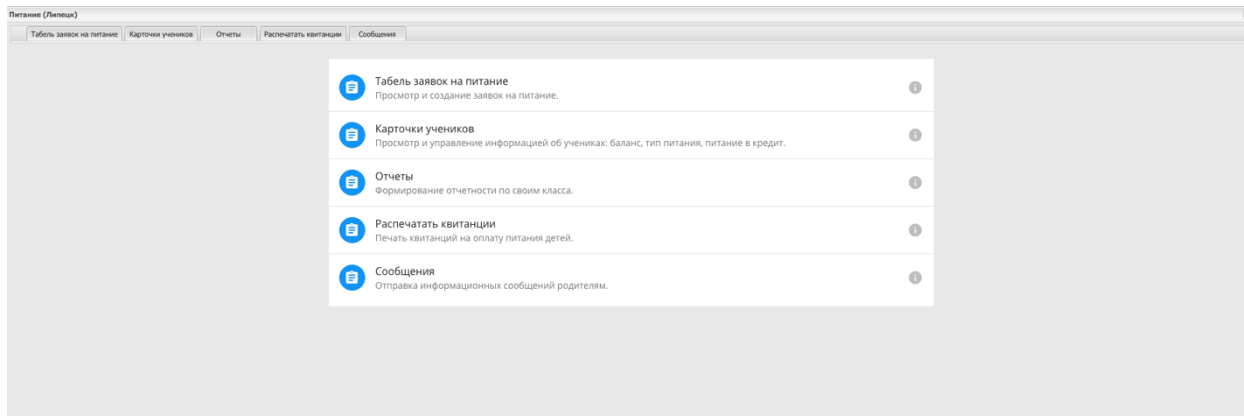 Питание (Липецк)
Табель заявок на питание Карточки учеников Отчеты Распечатать квитанции Сообщения
Табель заявок на питание
Просмотр и создание заявок на питание.
Карточки учеников
Просмотр и управление информацией об учениках: баланс, тип питания, питание в кредит.
Отчеты
Формирование отчетности по своим класса.
Распечатать квитанции
Печать квитанций на оплату питания детей.
Сообщения
Отправка информационных сообщений родителям.